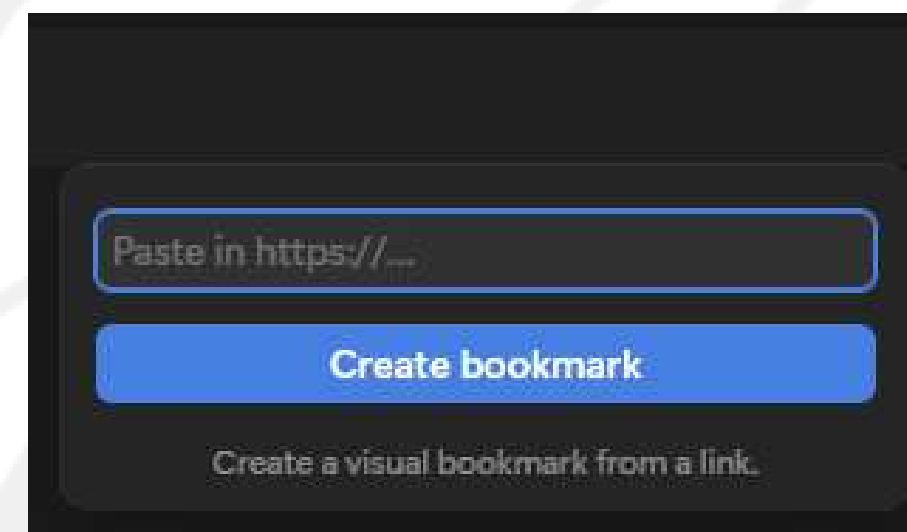 Paste in https://...
Create bookmark
Create a visual bookmark from a link.